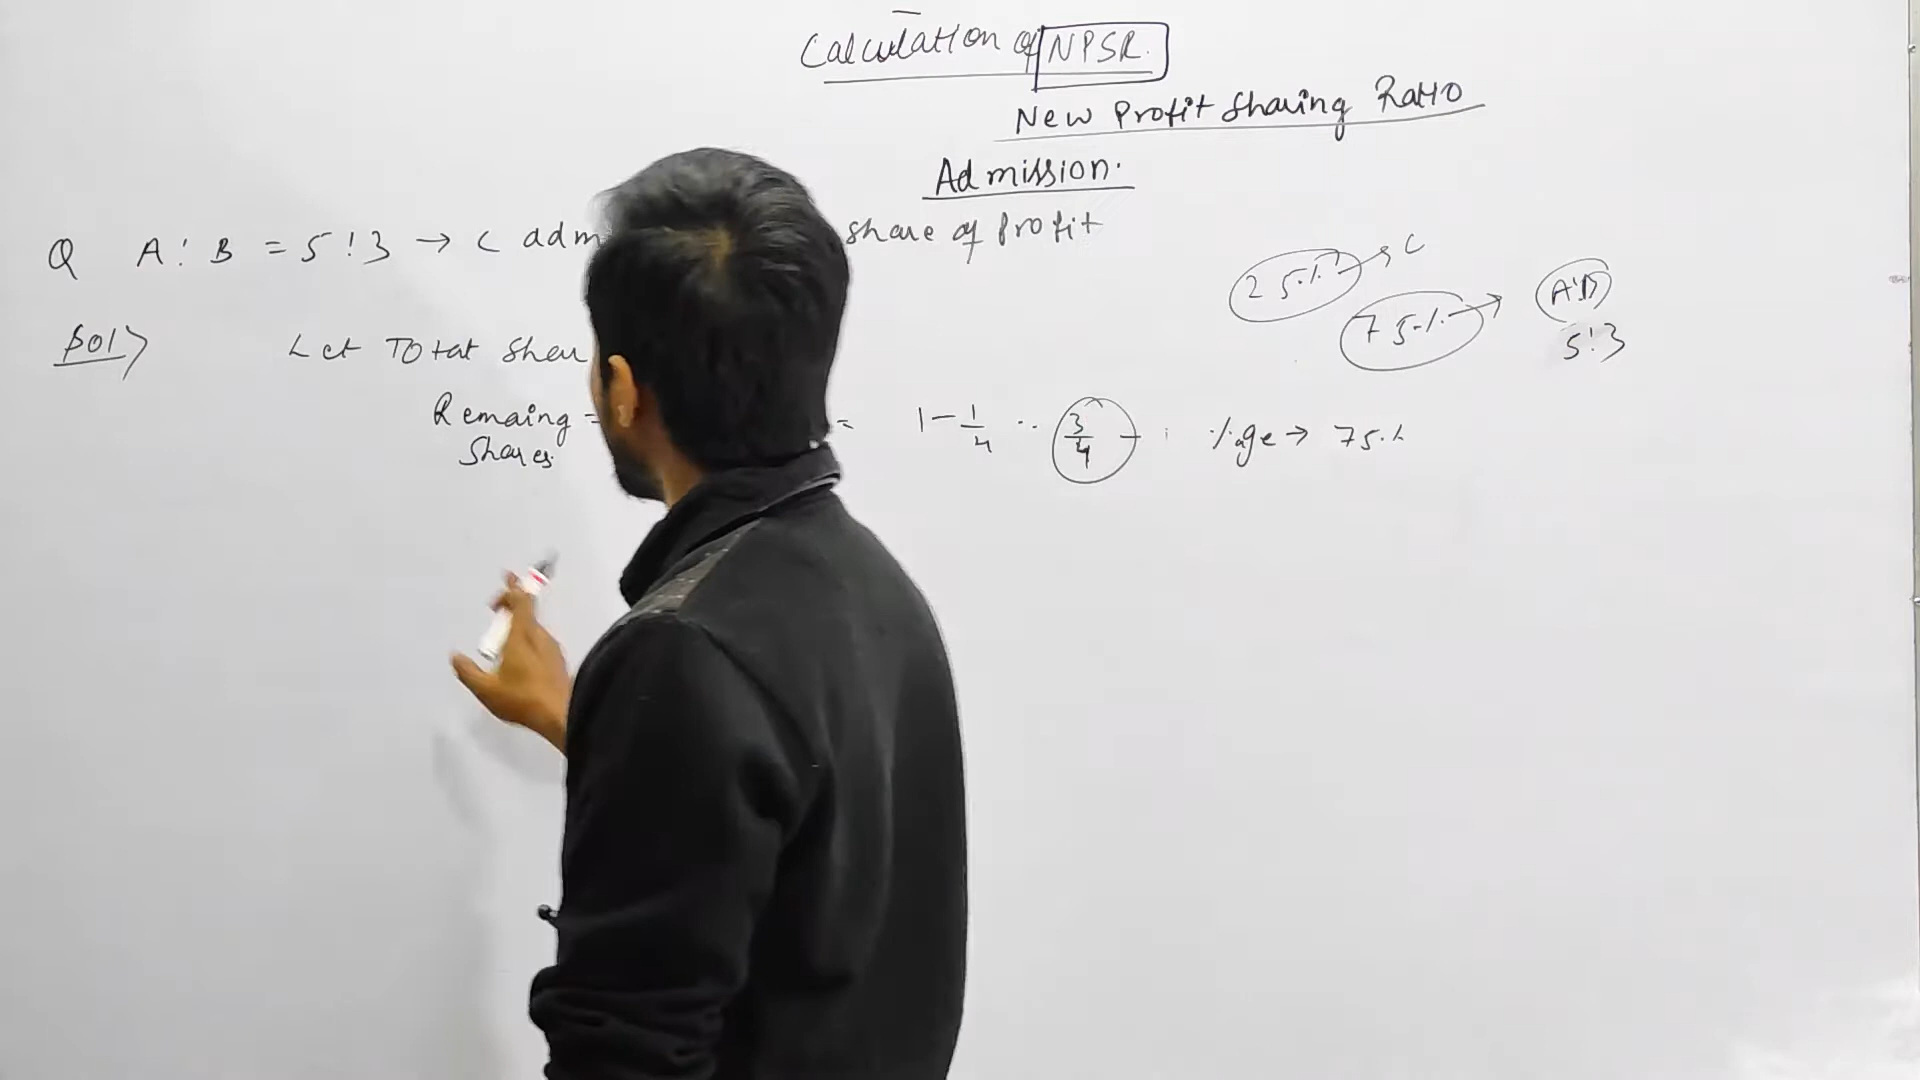 Calculation of NPSR.
New Profit Sharing Ratio
Admission.
Q A : B = 5 : 3 → C adm share of Profit
25.% → C
75.% → A:B
5:3
Sol Let Total Shar
Remaing = = 1 - 1/4 .. 3/4 %age → 75.%
Shares.